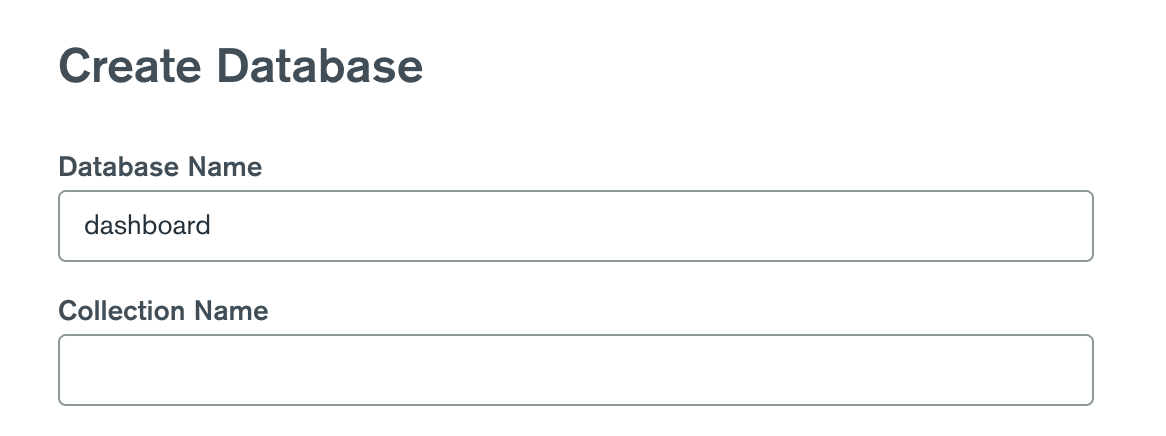 Create Database
Database Name
dashboard
Collection Name